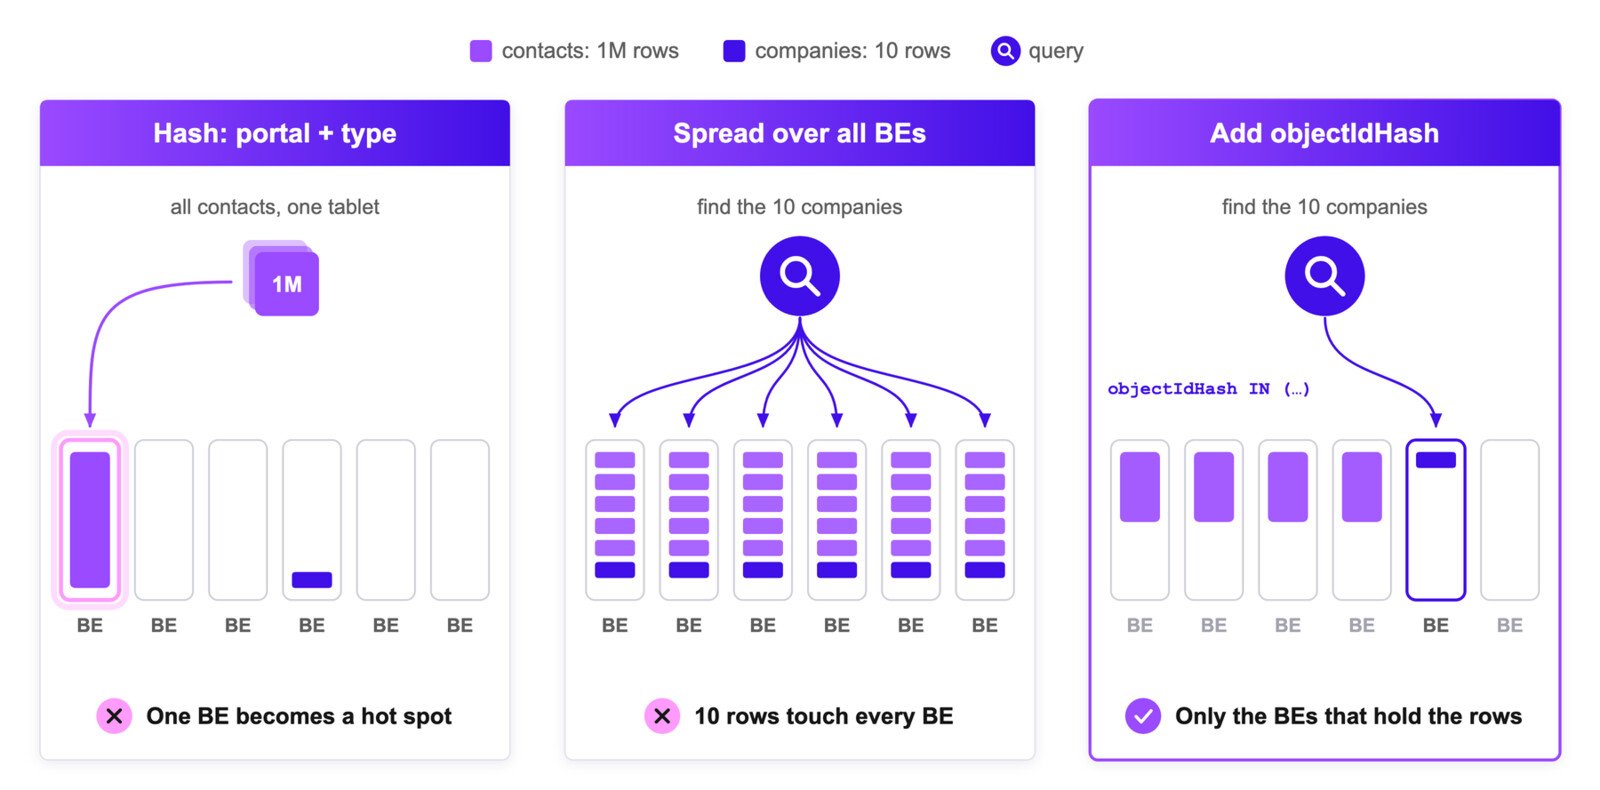 contacts: 1M rows
companies: 10 rows
query
Hash: portal + type
all contacts, one tablet
1M
BE BE BE BE BE BE
One BE becomes a hot spot
Spread over all BEs
find the 10 companies
BE BE BE BE BE BE
10 rows touch every BE
Add objectIdHash
find the 10 companies
objectIdHash IN (…)
BE BE BE BE BE BE
Only the BEs that hold the rows